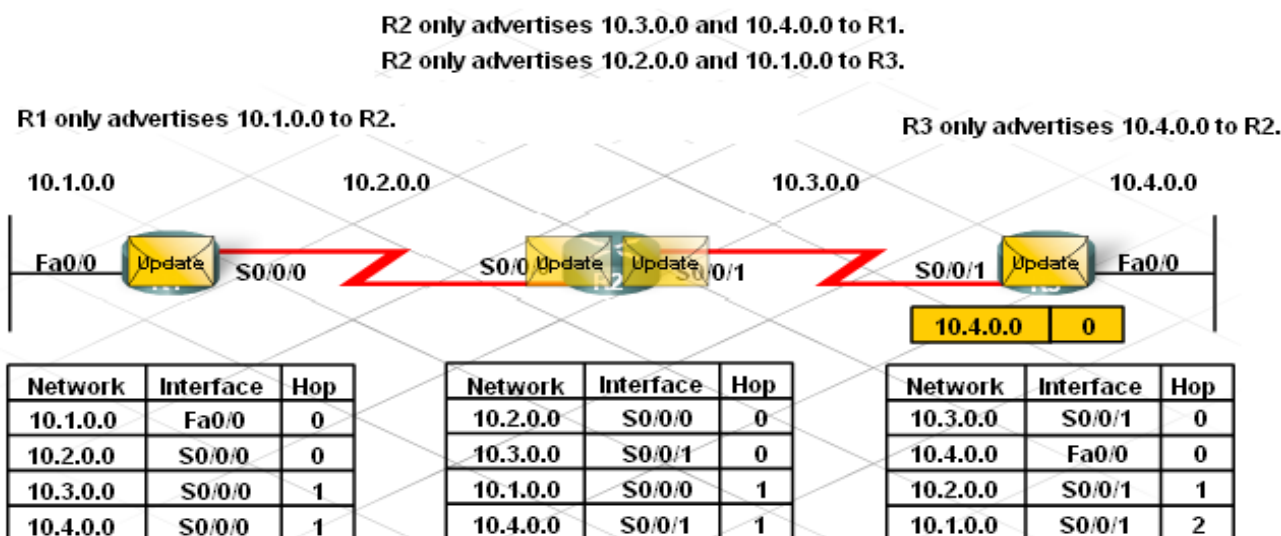 R2 only advertises 10.3.0.0 and 10.4.0.0 to R1.
R2 only advertises 10.2.0.0 and 10.1.0.0 to R3.
R1 only advertises 10.1.0.0 to R2.
R3 only advertises 10.4.0.0 to R2.
10.1.0.0 10.2.0.0 10.3.0.0 10.4.0.0
Fa0/0 Update S0/0/0 Update Update S0/0/1 Update Fa0/0
R2
10.4.0.0 0
Network Interface Hop
10.1.0.0 Fa0/0 0
10.2.0.0 S0/0/0 0
10.3.0.0 S0/0/0 1
10.4.0.0 S0/0/0 1
Network Interface Hop
10.2.0.0 S0/0/0 0
10.3.0.0 S0/0/1 0
10.1.0.0 S0/0/0 1
10.4.0.0 S0/0/1 1
Network Interface Hop
10.3.0.0 S0/0/1 0
10.4.0.0 Fa0/0 0
10.2.0.0 S0/0/1 1
10.1.0.0 S0/0/1 2